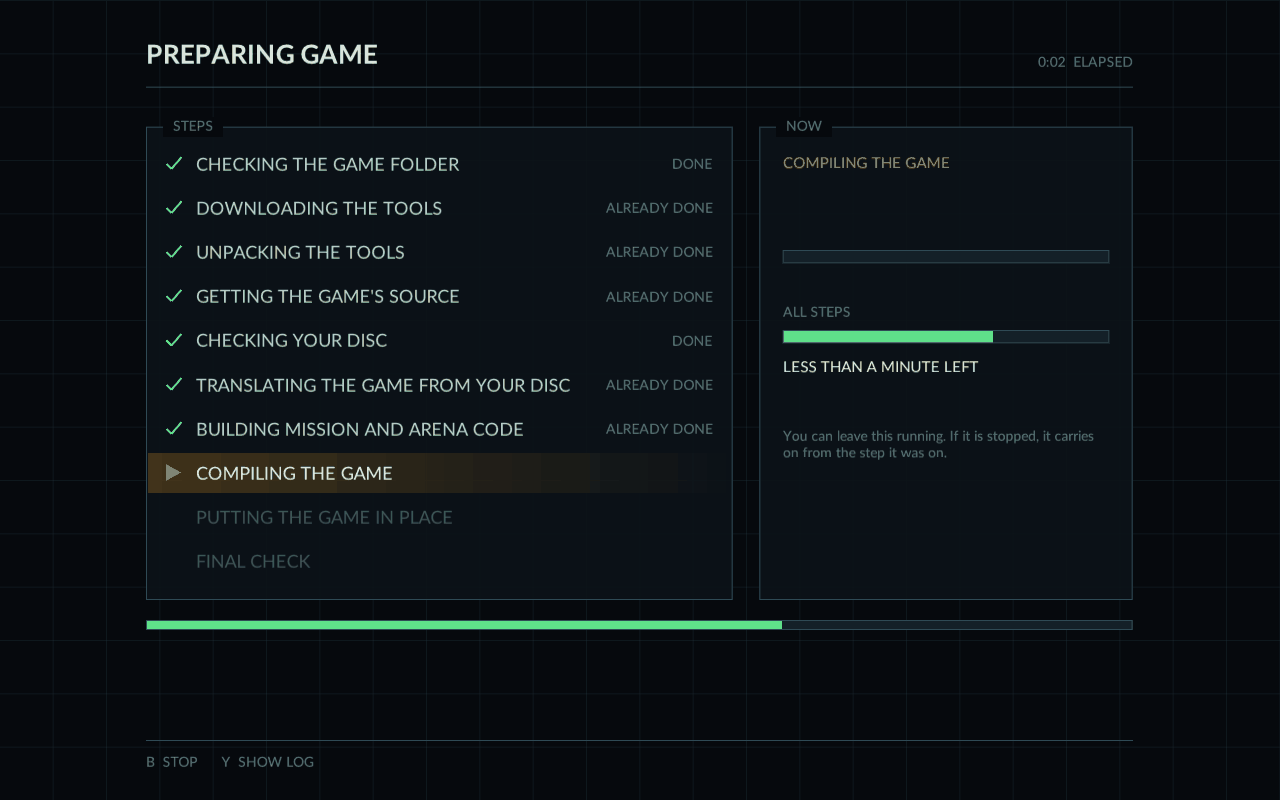 PREPARING GAME
0:02 ELAPSED
STEPS
CHECKING THE GAME FOLDER DONE
DOWNLOADING THE TOOLS ALREADY DONE
UNPACKING THE TOOLS ALREADY DONE
GETTING THE GAME'S SOURCE ALREADY DONE
CHECKING YOUR DISC DONE
TRANSLATING THE GAME FROM YOUR DISC ALREADY DONE
BUILDING MISSION AND ARENA CODE ALREADY DONE
COMPILING THE GAME
PUTTING THE GAME IN PLACE
FINAL CHECK
NOW
COMPILING THE GAME
ALL STEPS
LESS THAN A MINUTE LEFT
You can leave this running. If it is stopped, it carries
on from the step it was on.
B STOP Y SHOW LOG